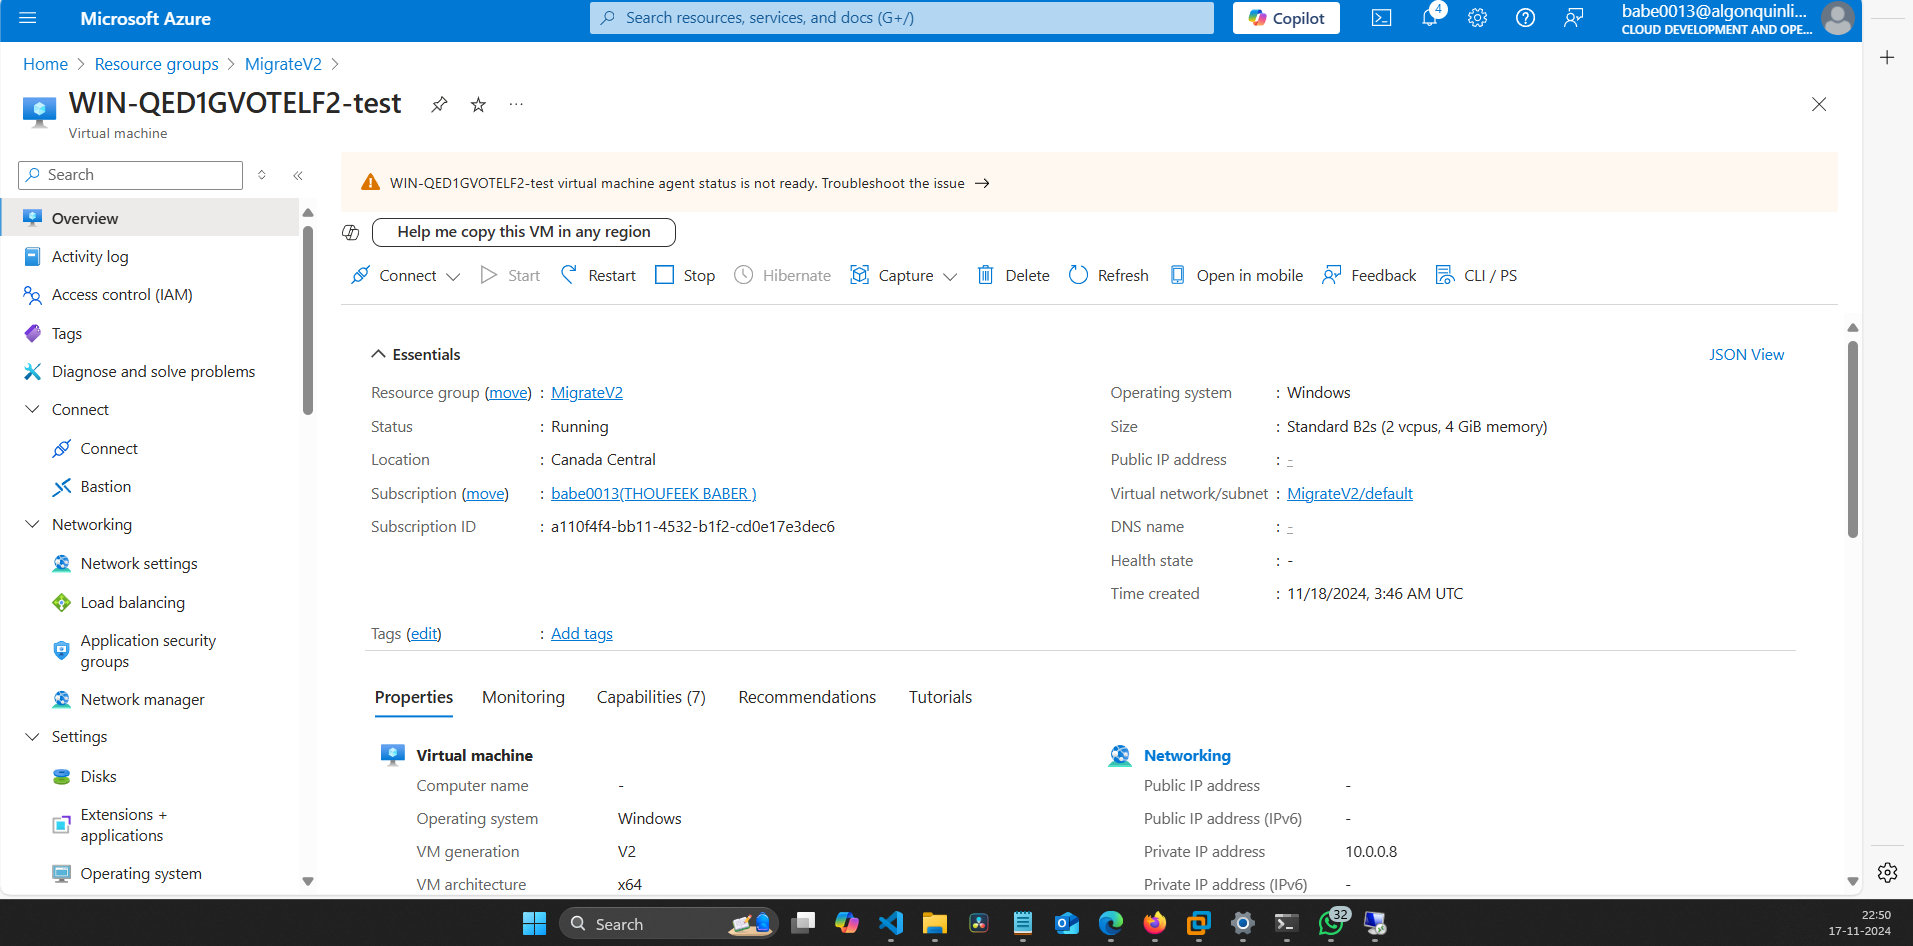 Microsoft Azure
Search resources, services, and docs (G+/)
Copilot
4
babe0013@algonquinli...
CLOUD DEVELOPMENT AND OPE...
Home > Resource groups > MigrateV2 >
WIN-QED1GVOTELF2-test
...
Virtual machine
Search
Overview
Activity log
Access control (IAM)
Tags
Diagnose and solve problems
Connect
Connect
Bastion
Networking
Network settings
Load balancing
Application security
groups
Network manager
Settings
Disks
Extensions +
applications
Operating system
WIN-QED1GVOTELF2-test virtual machine agent status is not ready. Troubleshoot the issue →
Help me copy this VM in any region
Connect Start Restart Stop Hibernate Capture Delete Refresh Open in mobile Feedback CLI / PS
Essentials
JSON View
Resource group (move) : MigrateV2
Status : Running
Location : Canada Central
Subscription (move) : babe0013(THOUFEEK BABER )
Subscription ID : a110f4f4-bb11-4532-b1f2-cd0e17e3dec6
Operating system : Windows
Size : Standard B2s (2 vcpus, 4 GiB memory)
Public IP address : -
Virtual network/subnet : MigrateV2/default
DNS name : -
Health state : -
Time created : 11/18/2024, 3:46 AM UTC
Tags (edit) : Add tags
Properties Monitoring Capabilities (7) Recommendations Tutorials
Virtual machine
Computer name -
Operating system Windows
VM generation V2
VM architecture x64
Networking
Public IP address -
Public IP address (IPv6) -
Private IP address 10.0.0.8
Private IP address (IPv6) -
Search
32
22:50
17-11-2024